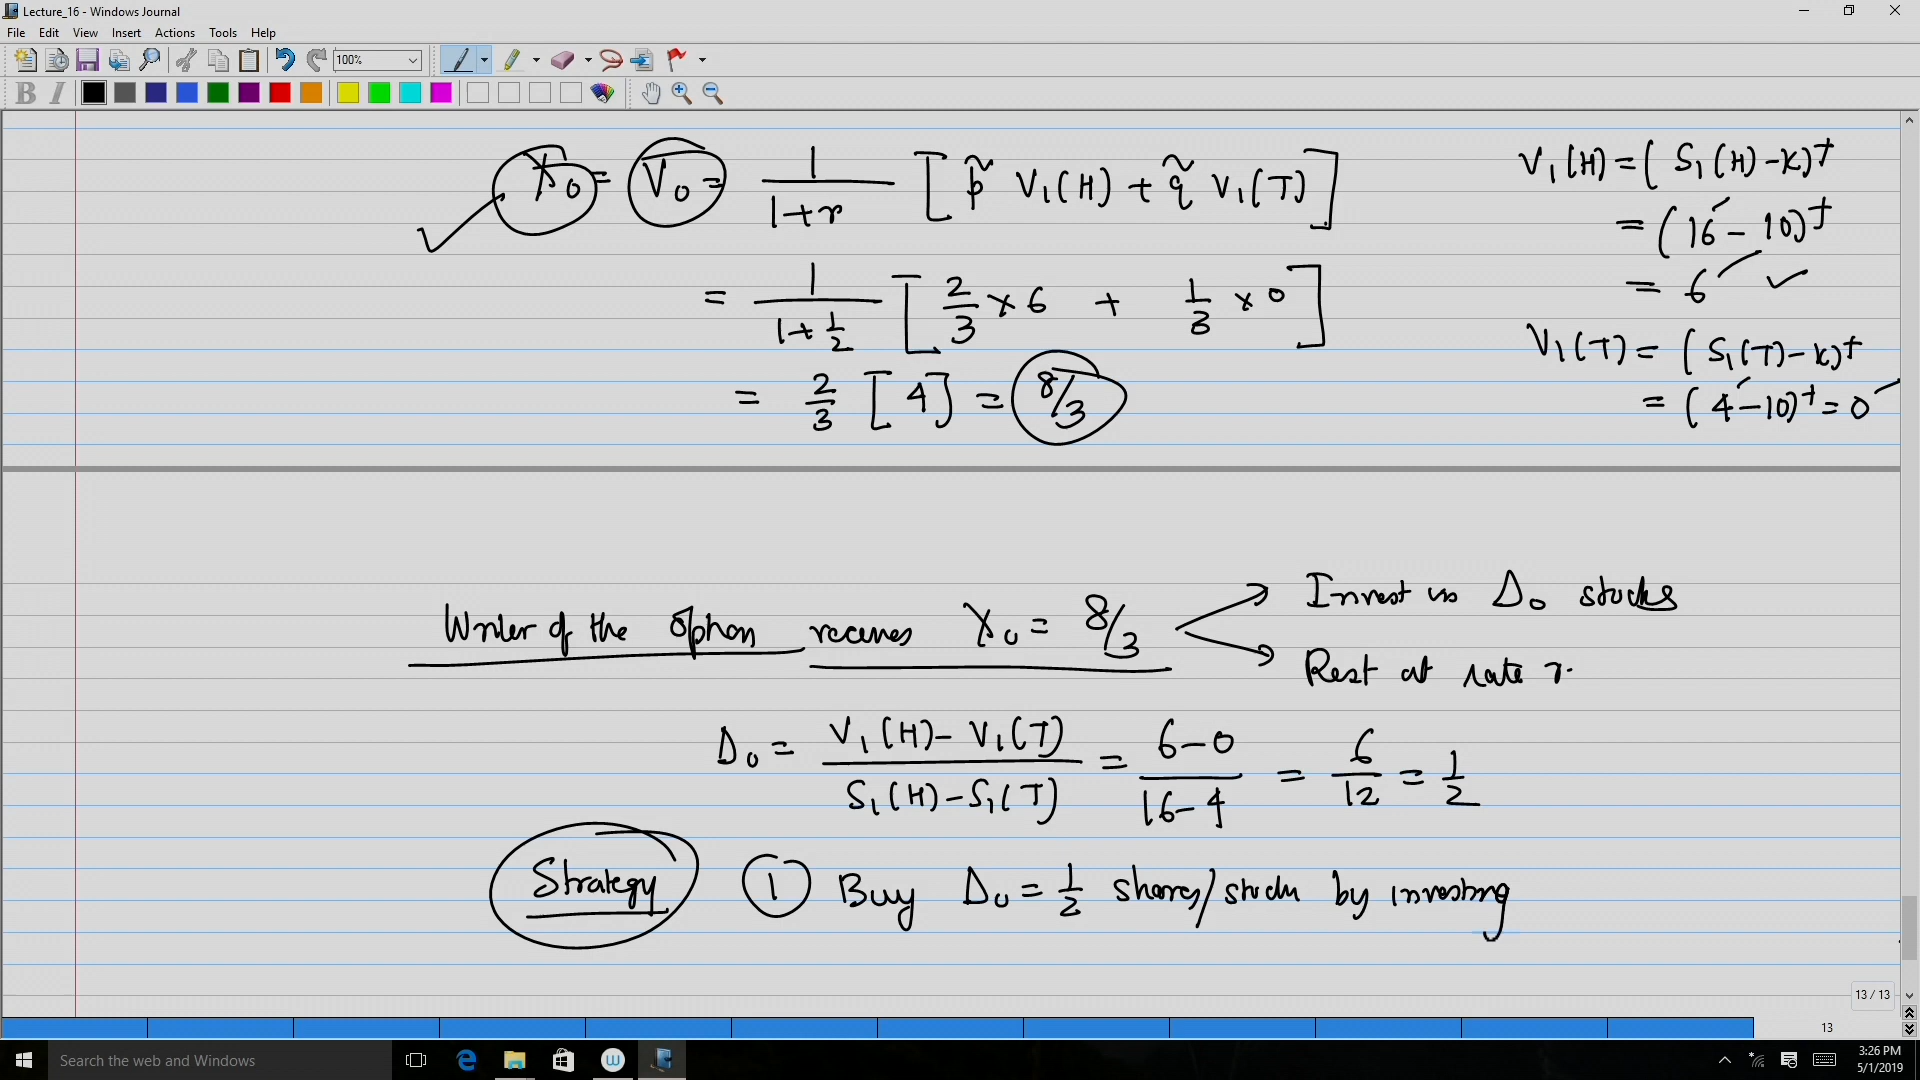 Lecture_16 - Windows Journal
File Edit View Insert Actions Tools Help
100%
X₀ = V₀ = 1/(1+r) [ p̃ V₁(H) + q̃ V₁(T) ]
= 1/(1+1/2) [ 2/3 × 6 + 1/3 × 0 ]
= 2/3 [ 4 ] = 8/3
V₁(H) = ( S₁(H) - K)⁺
= ( 16 - 10)⁺
= 6 ✓
V₁(T) = ( S₁(T) - K)⁺
= ( 4 - 10)⁺ = 0
Writer of the Option receives X₀ = 8/3
Invest in Δ₀ stocks
Rest at rate r.
Δ₀ = (V₁(H) - V₁(T))/(S₁(H) - S₁(T)) = (6-0)/(16-4) = 6/12 = 1/2
Strategy ① Buy Δ₀ = 1/2 shares/stock by investing
13 / 13
13
Search the web and Windows
3:26 PM
5/1/2019